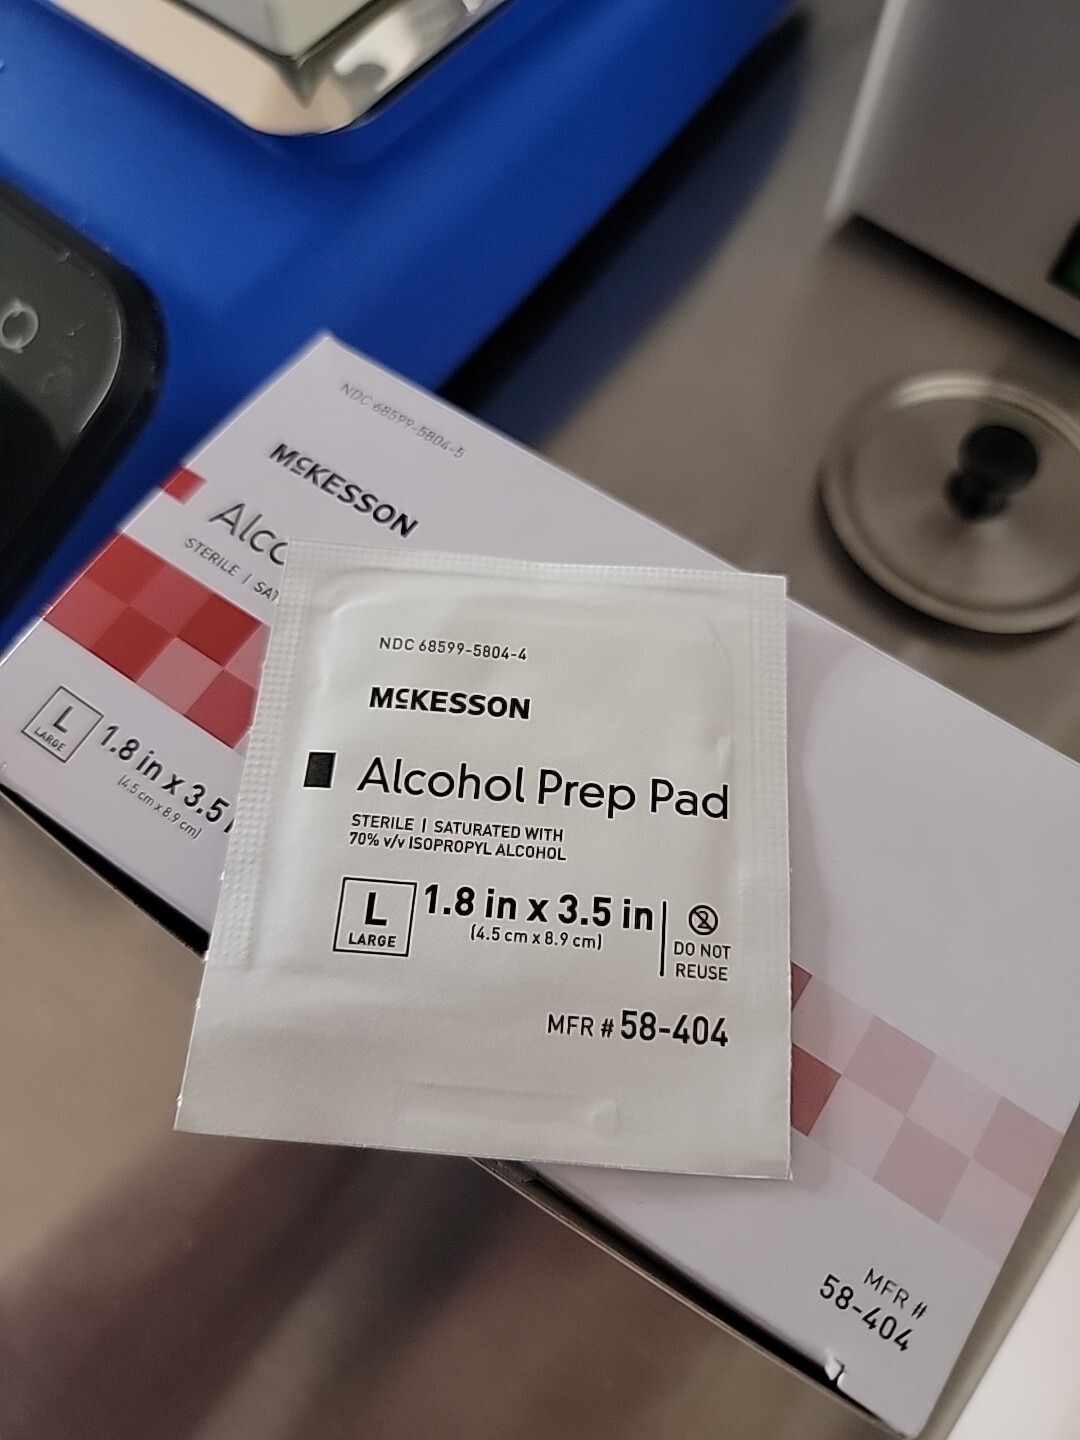 NDC 68599-5804-5
McKESSON
Alco
STERILE | SAT
L
LARGE
1.8 in x 3.5 i
(4.5 cm x 8.9 cm)
NDC 68599-5804-4
McKESSON
Alcohol Prep Pad
STERILE | SATURATED WITH
70% v/v ISOPROPYL ALCOHOL
L
LARGE
1.8 in x 3.5 in
(4.5 cm x 8.9 cm)
2
DO NOT
REUSE
MFR # 58-404
MFR #
58-404